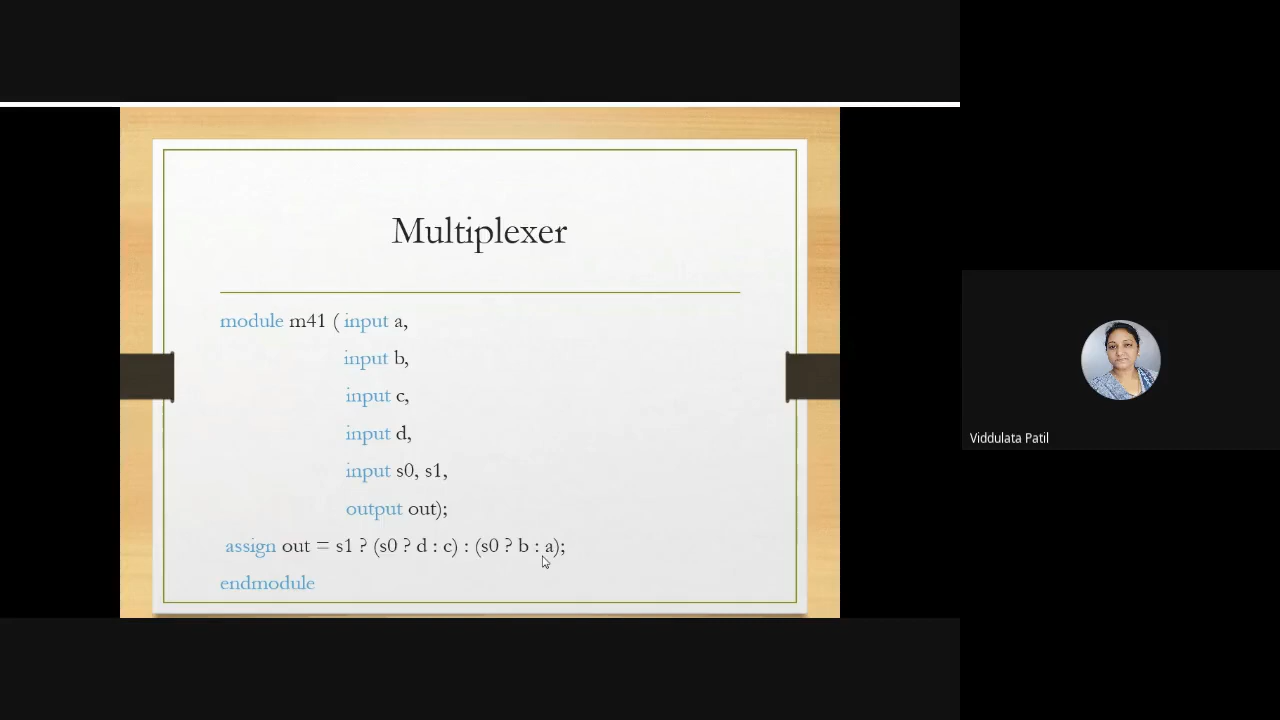 Multiplexer
module m41 ( input a,
input b,
input c,
input d,
input s0, s1,
output out);
assign out = s1 ? (s0 ? d : c) : (s0 ? b : a);
endmodule
Viddulata Patil